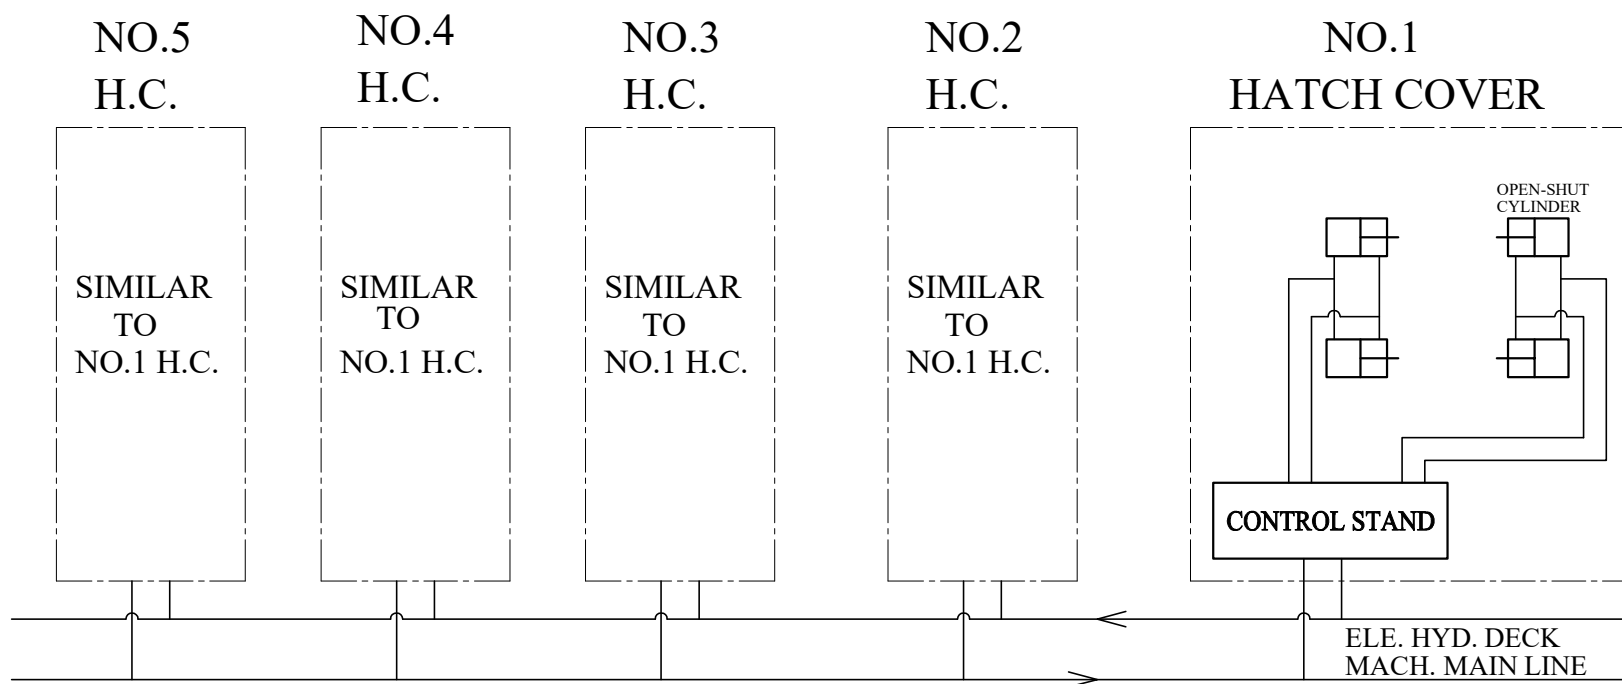 NO.5
H.C.
NO.4
H.C.
NO.3
H.C.
NO.2
H.C.
NO.1
HATCH COVER
SIMILAR
TO
NO.1 H.C.
SIMILAR
TO
NO.1 H.C.
SIMILAR
TO
NO.1 H.C.
SIMILAR
TO
NO.1 H.C.
OPEN-SHUT
CYLINDER
CONTROL STAND
ELE. HYD. DECK
MACH. MAIN LINE